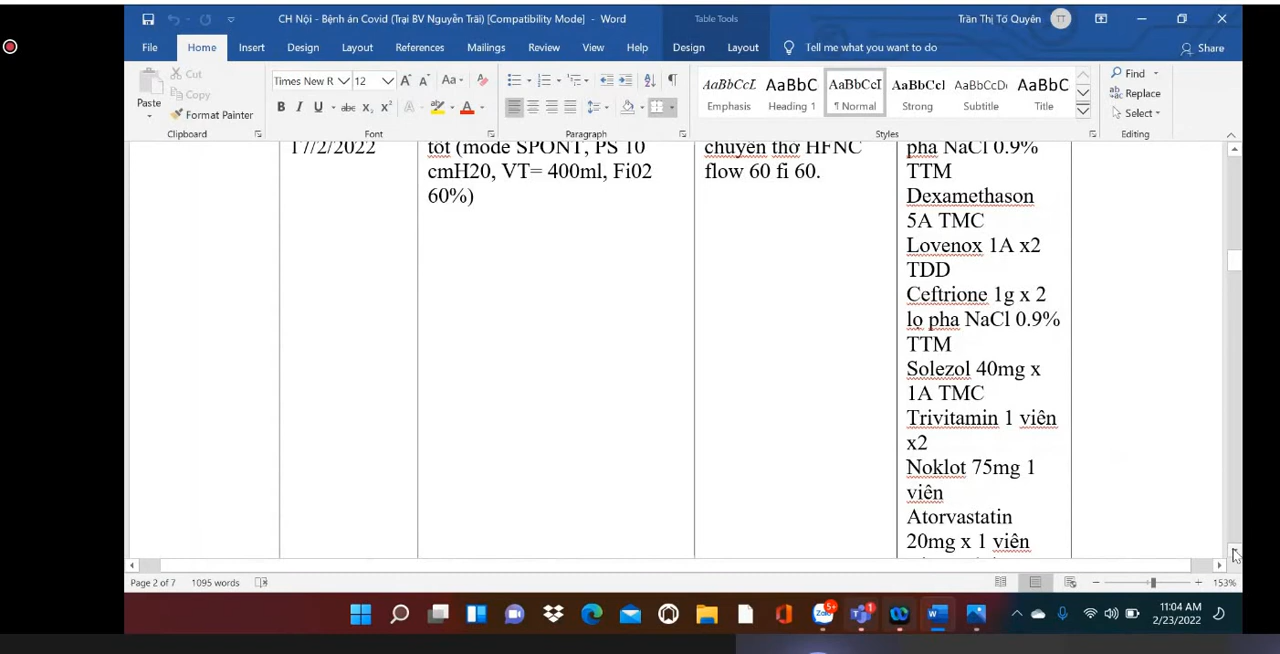 CH Nội - Bệnh án Covid (Trại BV Nguyễn Trãi) [Compatibility Mode] - Word
Table Tools
Trần Thị Tố Quyên
TT
File
Home
Insert
Design
Layout
References
Mailings
Review
View
Help
Design
Layout
Tell me what you want to do
Share
Paste
Cut
Copy
Format Painter
Clipboard
Times New R
12
Font
Paragraph
AaBbCcL
Emphasis
AaBbC
Heading 1
AaBbCcI
¶ Normal
AaBbCcl
Strong
AaBbCcD
Subtitle
AaBbC
Title
Styles
Find
Replace
Select
Editing
17/2/2022
tốt (mode SPONT, PS 10
cmH20, VT= 400ml, Fi02
60%)
chuyển thở HFNC
flow 60 fi 60.
pha NaCl 0.9%
TTM
Dexamethason
5A TMC
Lovenox 1A x2
TDD
Ceftrione 1g x 2
lọ pha NaCl 0.9%
TTM
Solezol 40mg x
1A TMC
Trivitamin 1 viên
x2
Noklot 75mg 1
viên
Atorvastatin
20mg x 1 viên
Page 2 of 7
1095 words
153%
Zalo
5+
1
11:04 AM
2/23/2022